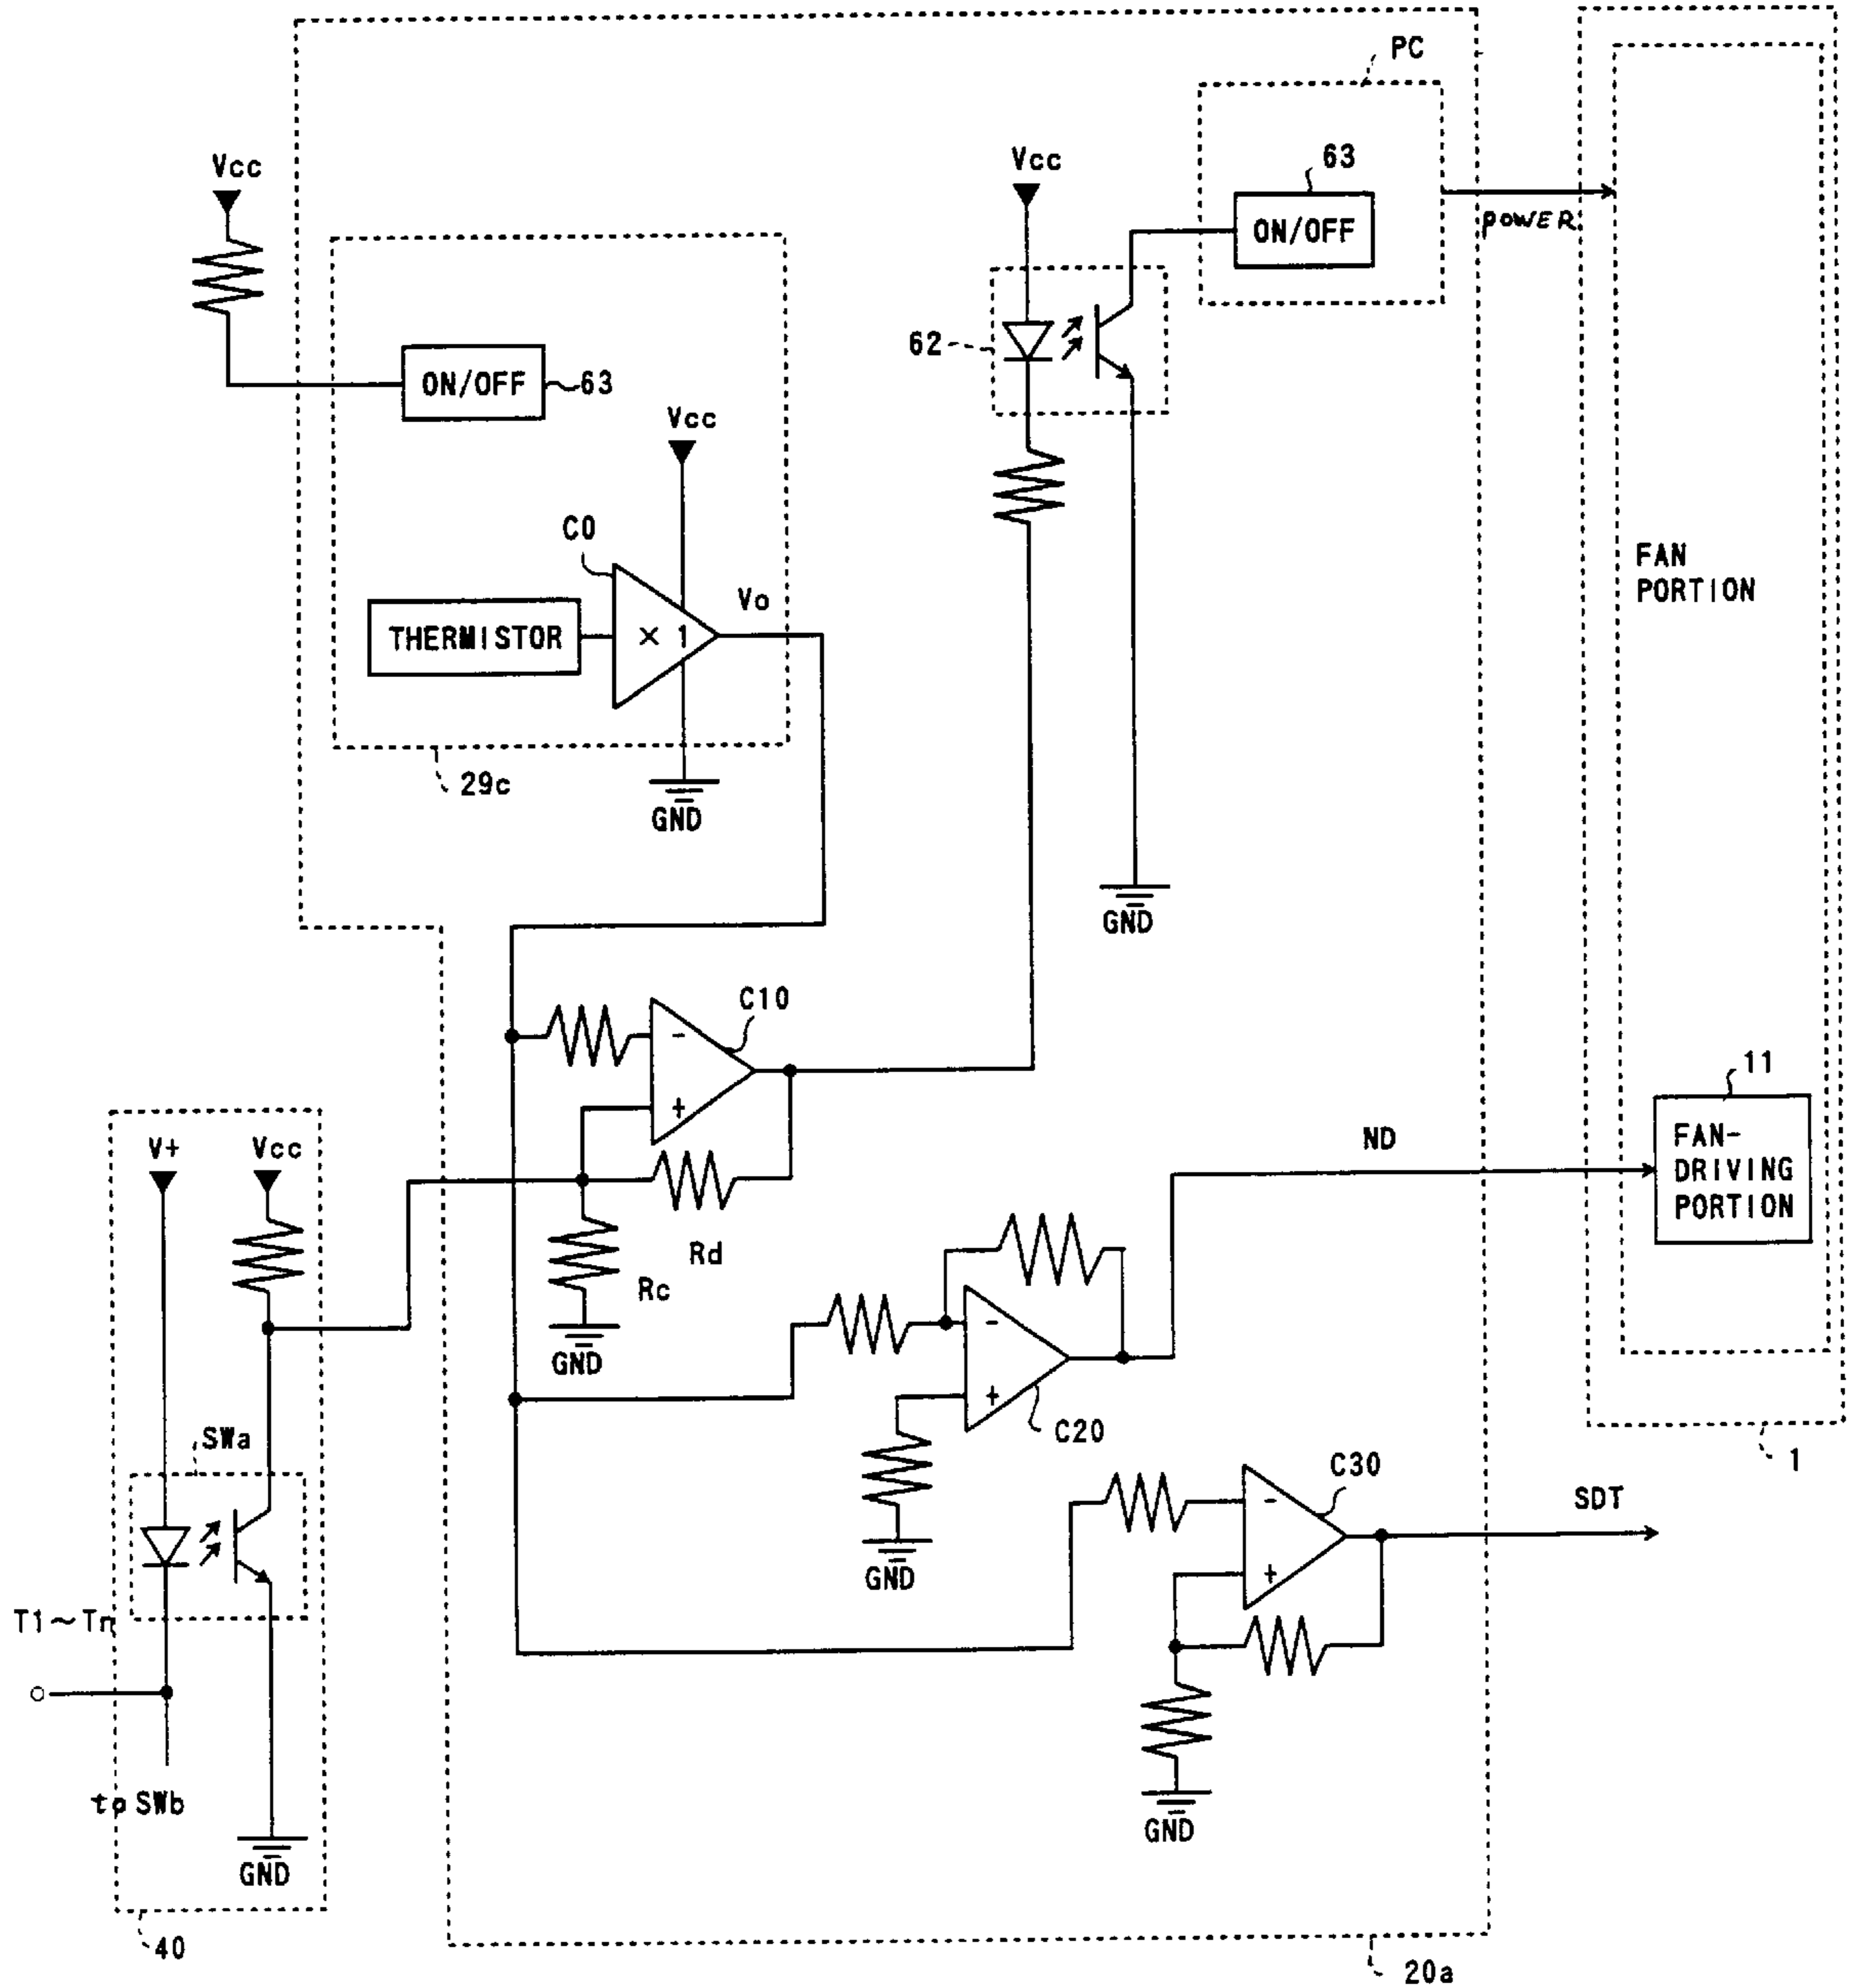 PC
Vcc
Vcc
63
ON/OFF
POWER
62
ON/OFF
63
Vcc
C0
Vo
THERMISTOR
× 1
FAN
PORTION
29c
GND
GND
C10
-
+
11
V+
Vcc
ND
FAN-
DRIVING
PORTION
Rd
Rc
GND
-
+
C20
SWa
1
C30
SDT
-
+
GND
T1~Tn
to SWb
GND
GND
40
20a